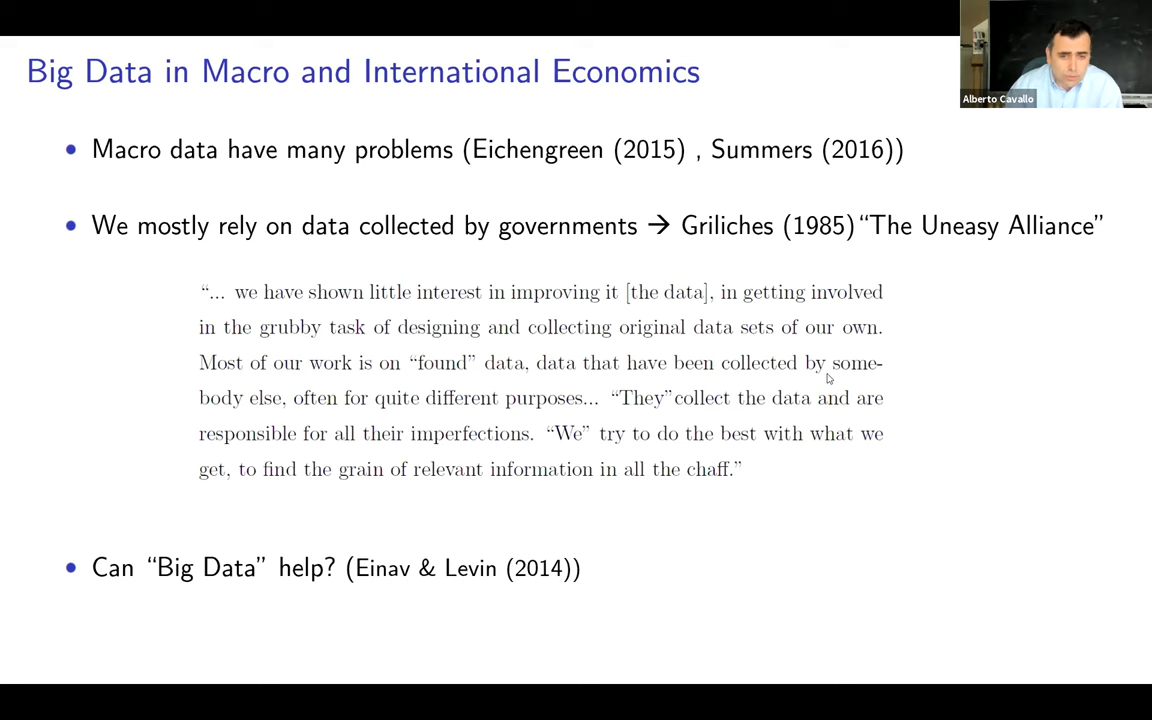 Big Data in Macro and International Economics
Alberto Cavallo
• Macro data have many problems (Eichengreen (2015) , Summers (2016))
• We mostly rely on data collected by governments → Griliches (1985) “The Uneasy Alliance”
“... we have shown little interest in improving it [the data], in getting involved
in the grubby task of designing and collecting original data sets of our own.
Most of our work is on “found” data, data that have been collected by some-
body else, often for quite different purposes... “They”collect the data and are
responsible for all their imperfections. “We” try to do the best with what we
get, to find the grain of relevant information in all the chaff.”
• Can “Big Data” help? (Einav & Levin (2014))